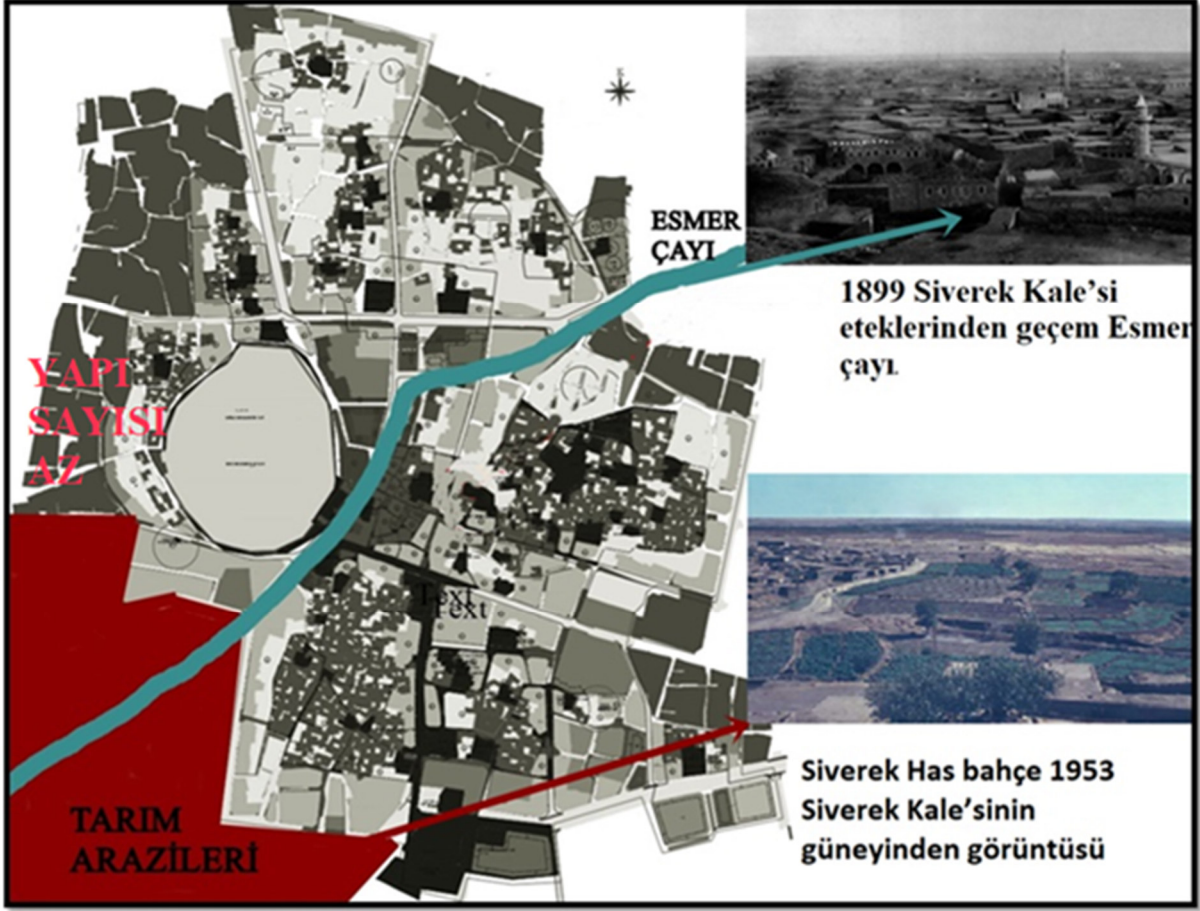 ESMER
ÇAYI
1899 Siverek Kale’si
eteklerinden geçem Esmer
çayı.
YAPI
SAYISI
AZ
Text
Text
TARIM
ARAZİLERİ
Siverek Has bahçe 1953
Siverek Kale’sinin
güneyinden görüntüsü